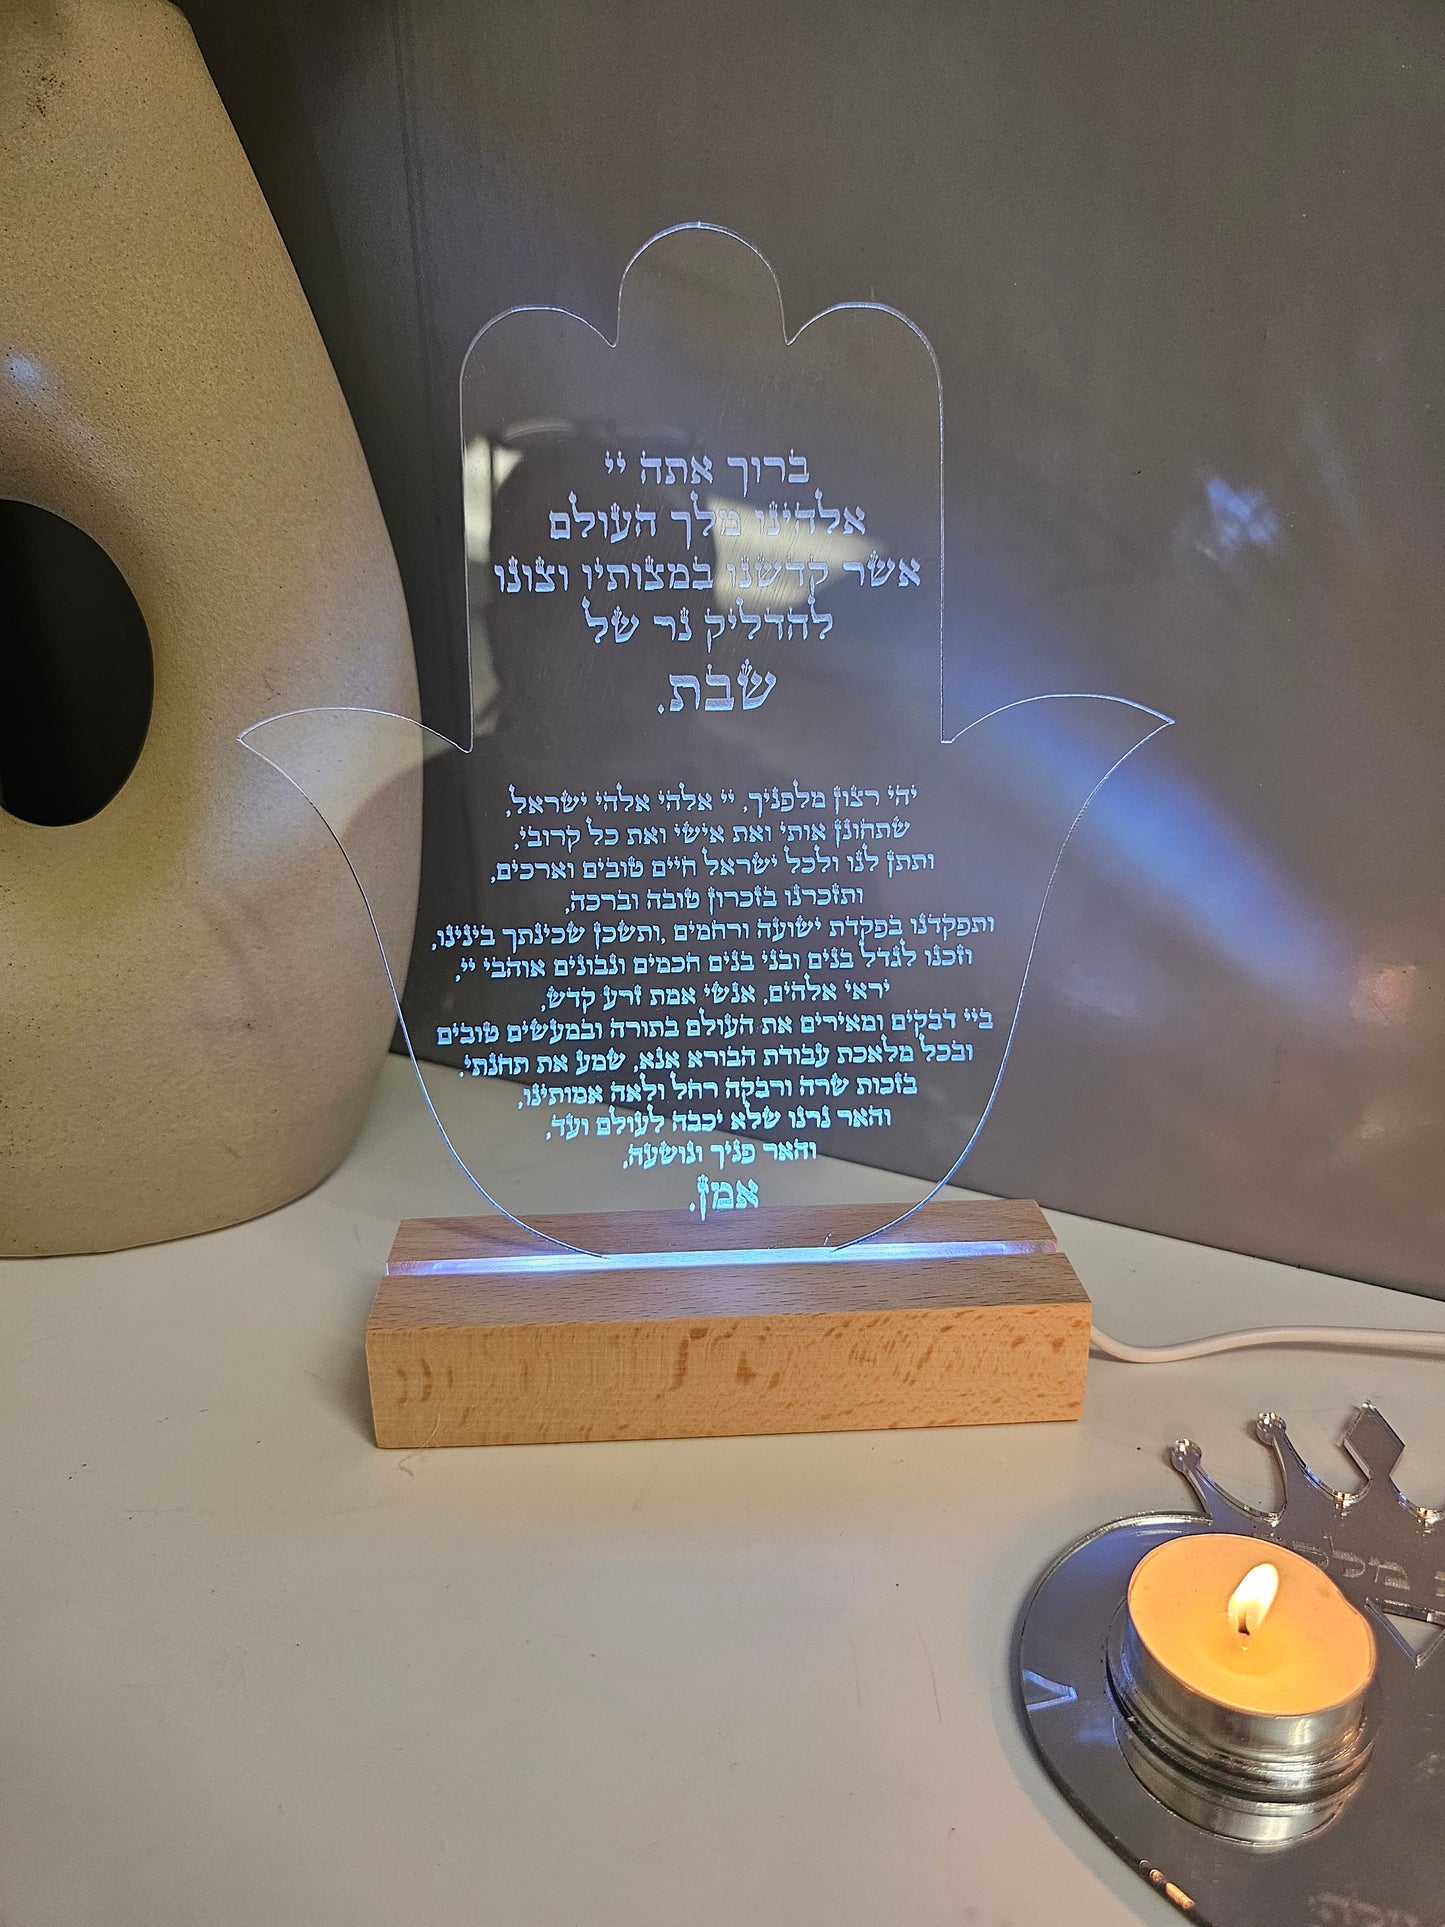 ברוך אתה יי
אלהינו מלך העולם
אשר קדשנו במצותיו וצונו
להדליק נר של
שבת.
יהי רצון מלפניך, יי אלהי אלהי ישראל,
שתחונן אותי ואת אישי ואת כל קרובי,
ותתן לנו ולכל ישראל חיים טובים וארכים,
ותזכרנו בזכרון טובה וברכה,
ותפקדנו בפקדת ישועה ורחמים ,ותשכן שכינתך בינינו,
וזכנו לגדל בנים ובני בנים חכמים ונבונים אוהבי יי,
יראי אלהים, אנשי אמת זרע קדש,
ביי דבקים ומאירים את העולם בתורה ובמעשים טובים
ובכל מלאכת עבודת הבורא אנא, שמע את תחנתי.
בזכות שרה ורבקה רחל ולאה אמותינו,
והאר נרנו שלא יכבה לעולם ועד,
והאר פניך ונושעה,
אמן.